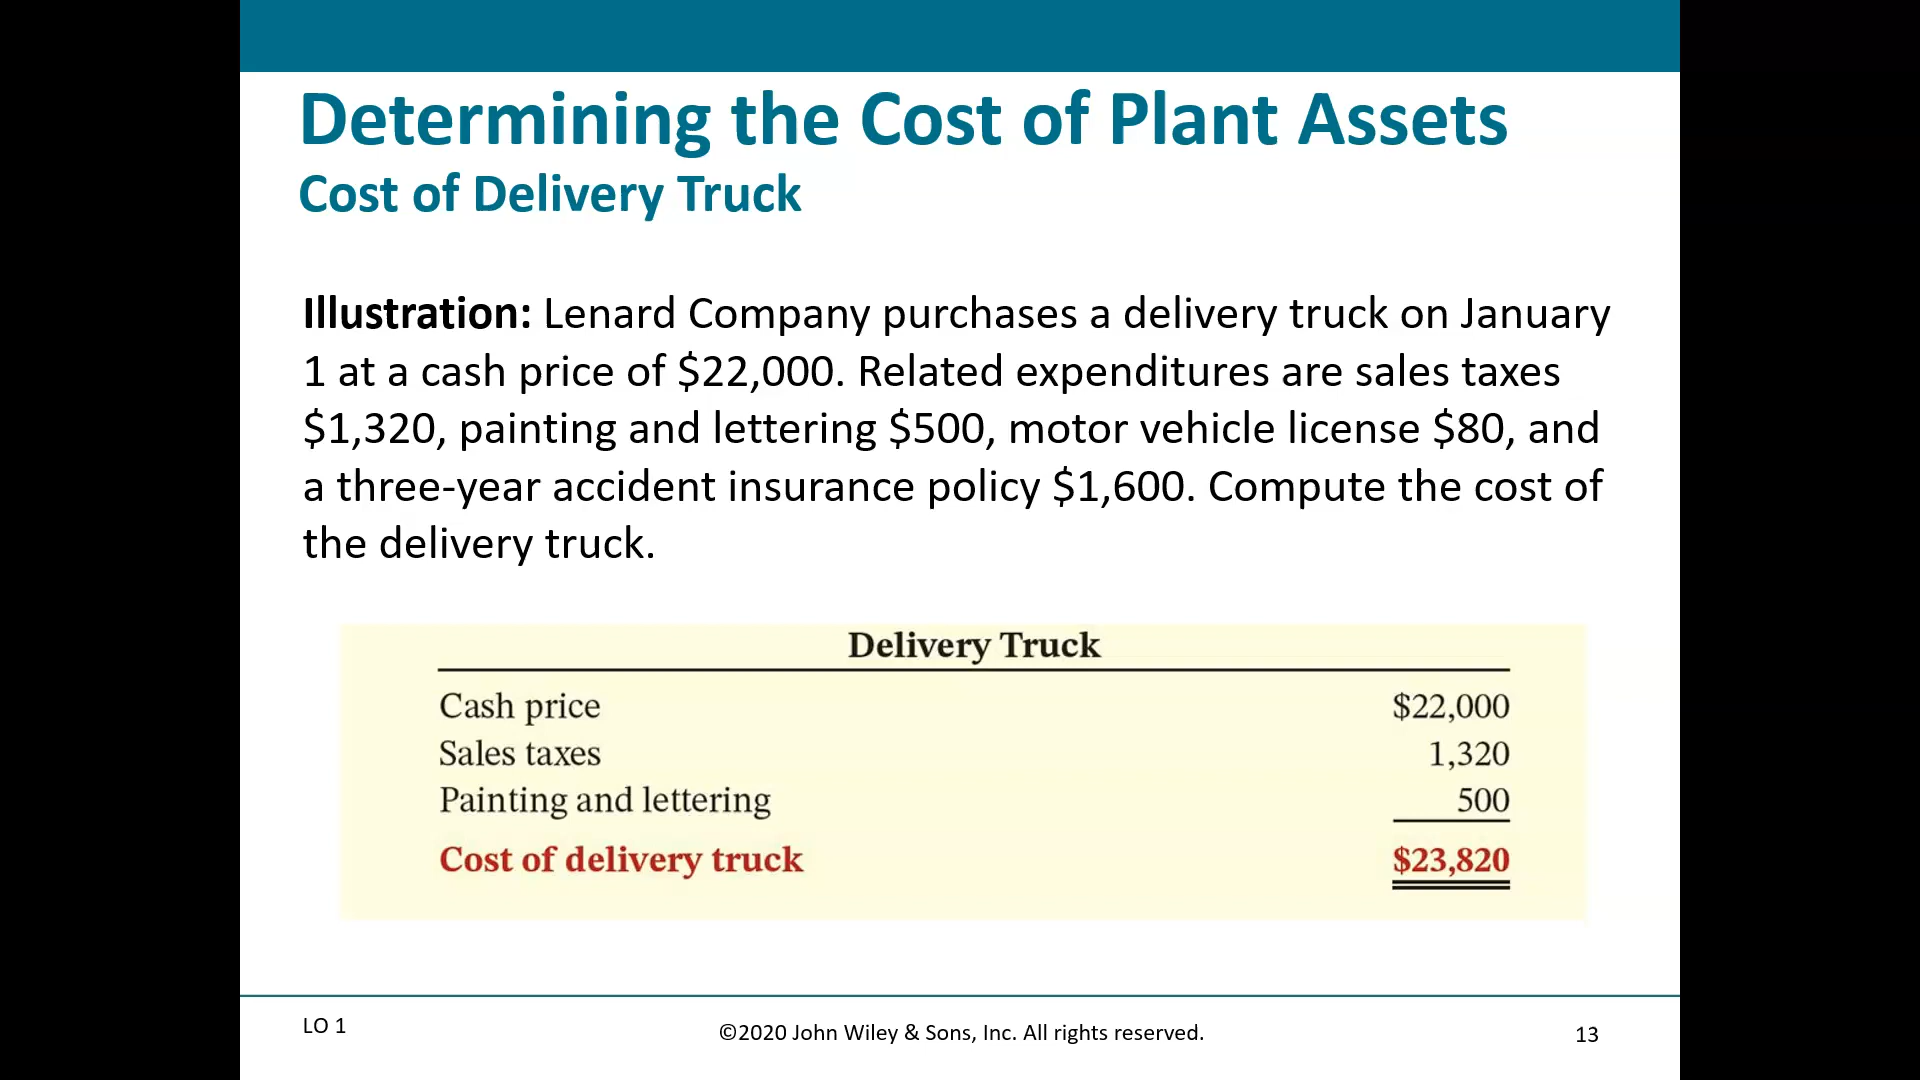 Determining the Cost of Plant Assets
Cost of Delivery Truck
Illustration: Lenard Company purchases a delivery truck on January
1 at a cash price of $22,000. Related expenditures are sales taxes
$1,320, painting and lettering $500, motor vehicle license $80, and
a three-year accident insurance policy $1,600. Compute the cost of
the delivery truck.
Delivery Truck
Cash price $22,000
Sales taxes 1,320
Painting and lettering 500
Cost of delivery truck $23,820
LO 1
©2020 John Wiley & Sons, Inc. All rights reserved.
13